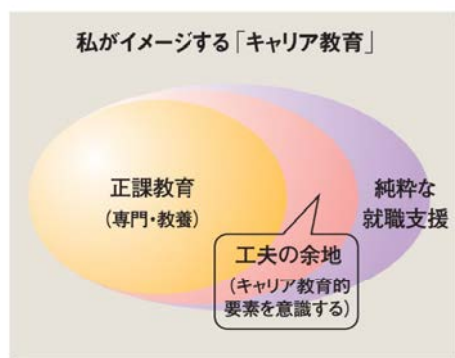 私がイメージする「キャリア教育」
正課教育
(専門・教養)
純粋な
就職支援
工夫の余地
(キャリア教育的
要素を意識する)